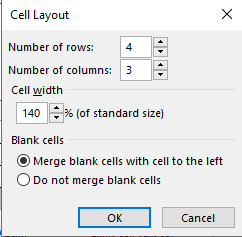 Cell Layout
Number of rows: 4
Number of columns: 3
Cell width
140 % (of standard size)
Blank cells
Merge blank cells with cell to the left
Do not merge blank cells
OK Cancel